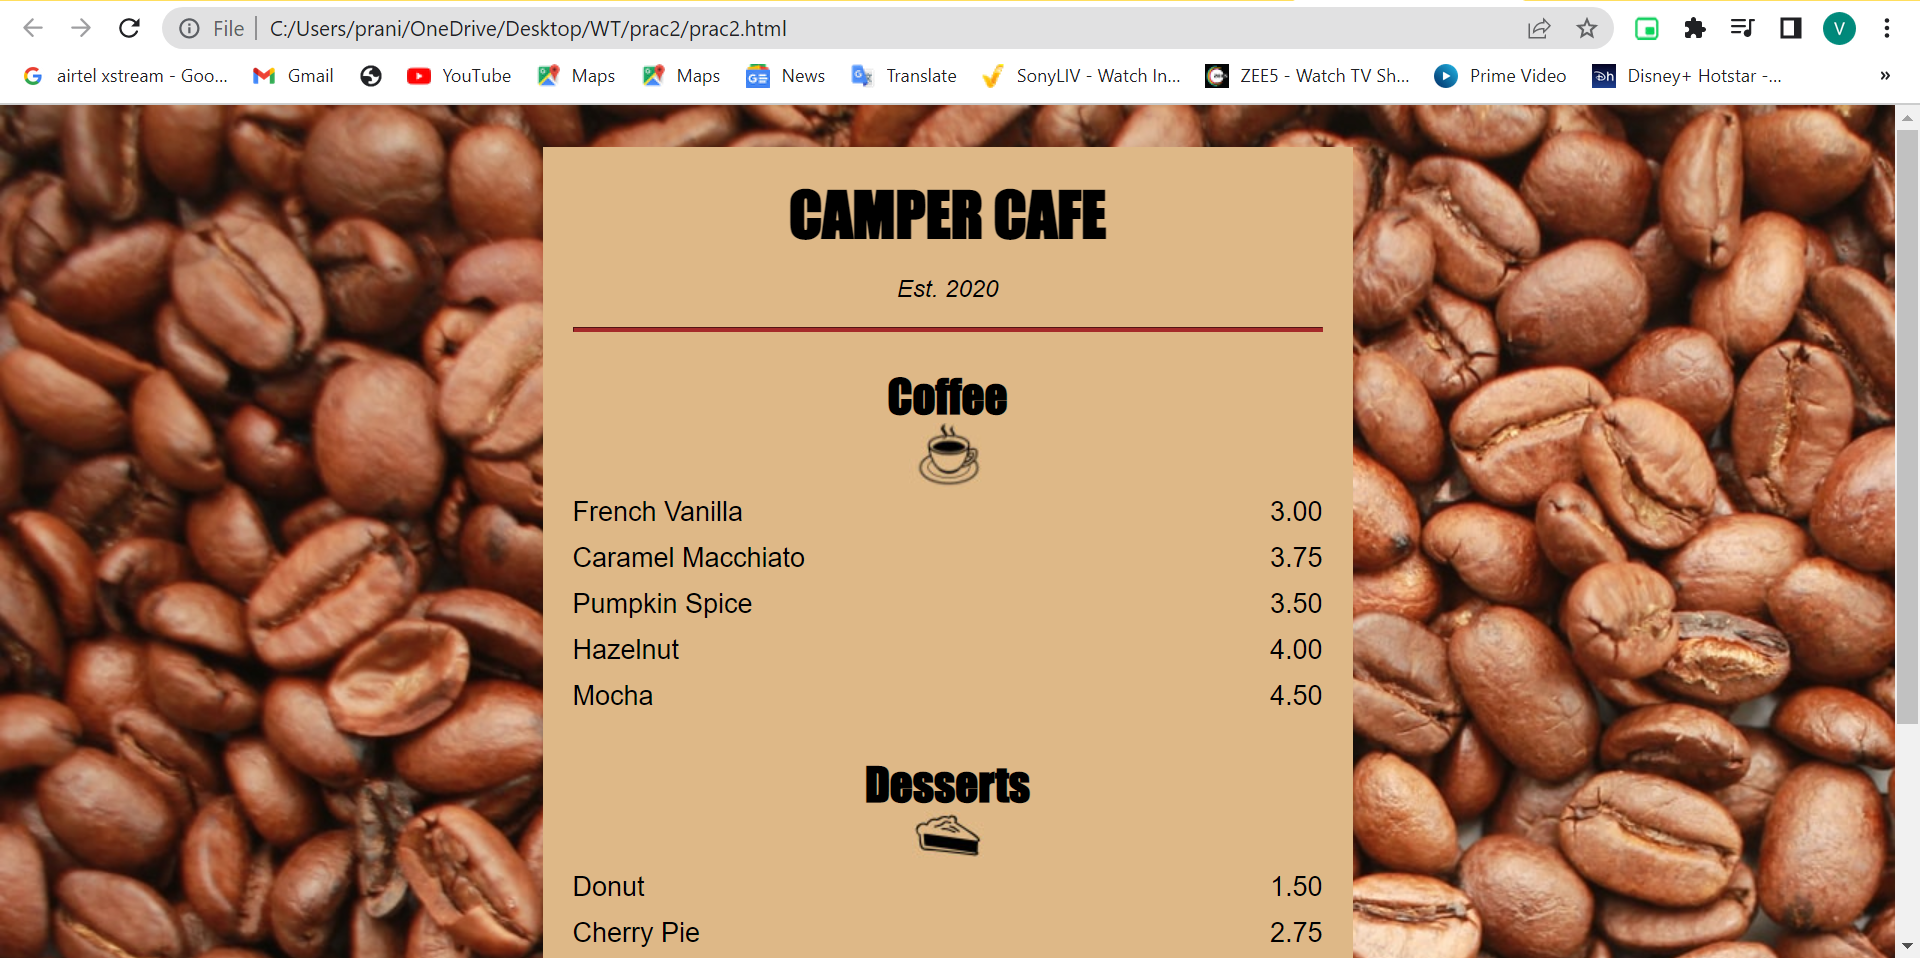 File C:/Users/prani/OneDrive/Desktop/WT/prac2/prac2.html V
airtel xstream - Goo... Gmail YouTube Maps Maps News Translate SonyLIV - Watch In... ZEE5 - Watch TV Sh... Prime Video Disney+ Hotstar -... »
CAMPER CAFE
Est. 2020
Coffee
French Vanilla 3.00
Caramel Macchiato 3.75
Pumpkin Spice 3.50
Hazelnut 4.00
Mocha 4.50
Desserts
Donut 1.50
Cherry Pie 2.75